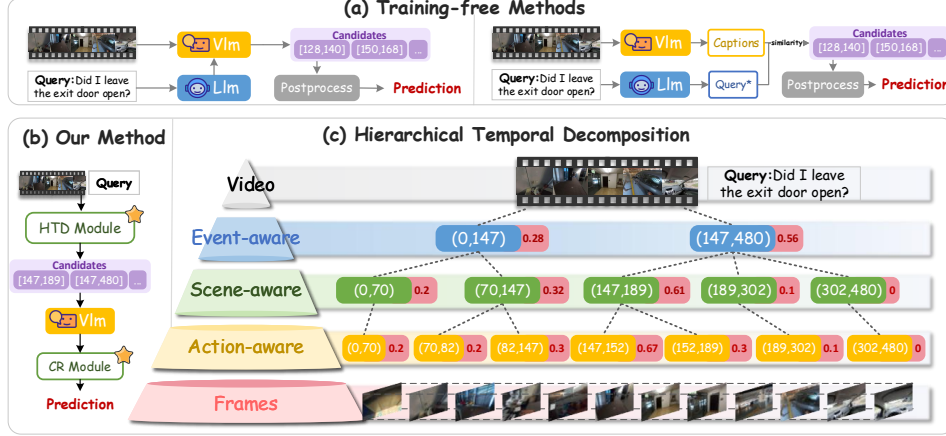 (a) Training-free Methods
Query:Did I leave
the exit door open?
Vlm
Llm
Candidates
[128,140] [150,168] ...
Postprocess
Prediction
Query:Did I leave
the exit door open?
Vlm
Llm
Captions
Query*
similarity
Candidates
[128,140] [150,168] ...
Postprocess
Prediction
(b) Our Method
Query
HTD Module
Candidates
[147,189] [147,480] ...
Vlm
CR Module
Prediction
(c) Hierarchical Temporal Decomposition
Video
Query:Did I leave
the exit door open?
Event-aware
(0,147) 0.28 (147,480) 0.56
Scene-aware
(0,70) 0.2 (70,147) 0.32 (147,189) 0.61 (189,302) 0.1 (302,480) 0
Action-aware
(0,70) 0.2 (70,82) 0.2 (82,147) 0.3 (147,152) 0.67 (152,189) 0.3 (189,302) 0.1 (302,480) 0
Frames